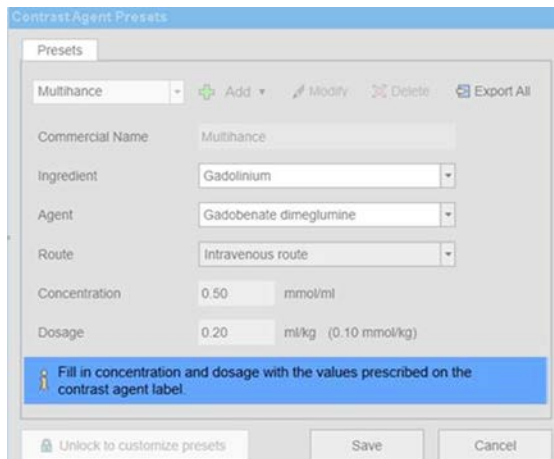 Contrast Agent Presets
Presets
Multihance Add Modify Delete Export All
Commercial Name Multihance
Ingredient Gadolinium
Agent Gadobenate dimeglumine
Route Intravenous route
Concentration 0.50 mmol/ml
Dosage 0.20 ml/kg (0.10 mmol/kg)
Fill in concentration and dosage with the values prescribed on the
contrast agent label.
Unlock to customize presets Save Cancel